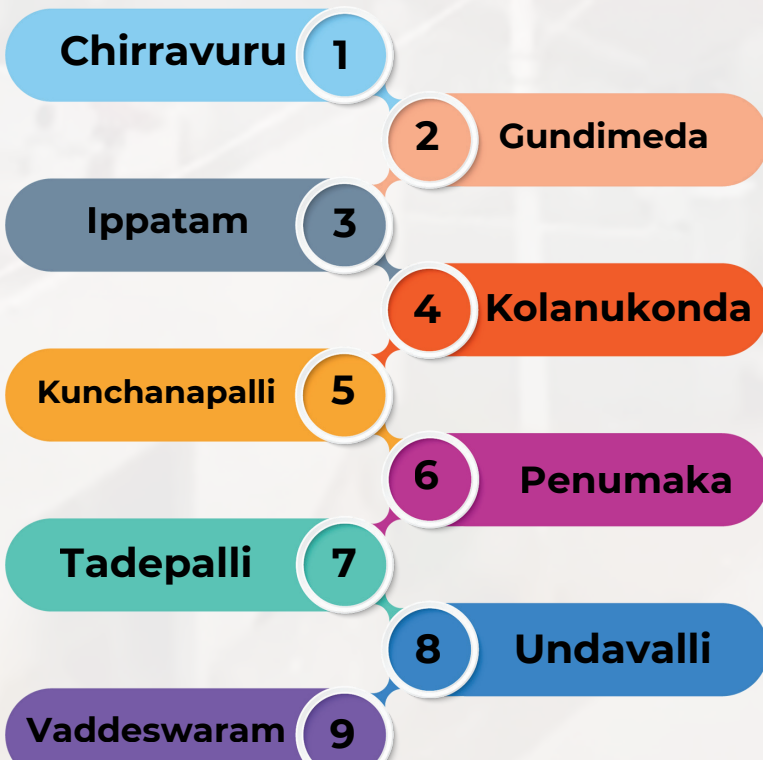 Chirravuru 1
2 Gundimeda
Ippatam 3
4 Kolanukonda
Kunchanapalli 5
6 Penumaka
Tadepalli 7
8 Undavalli
Vaddeswaram 9